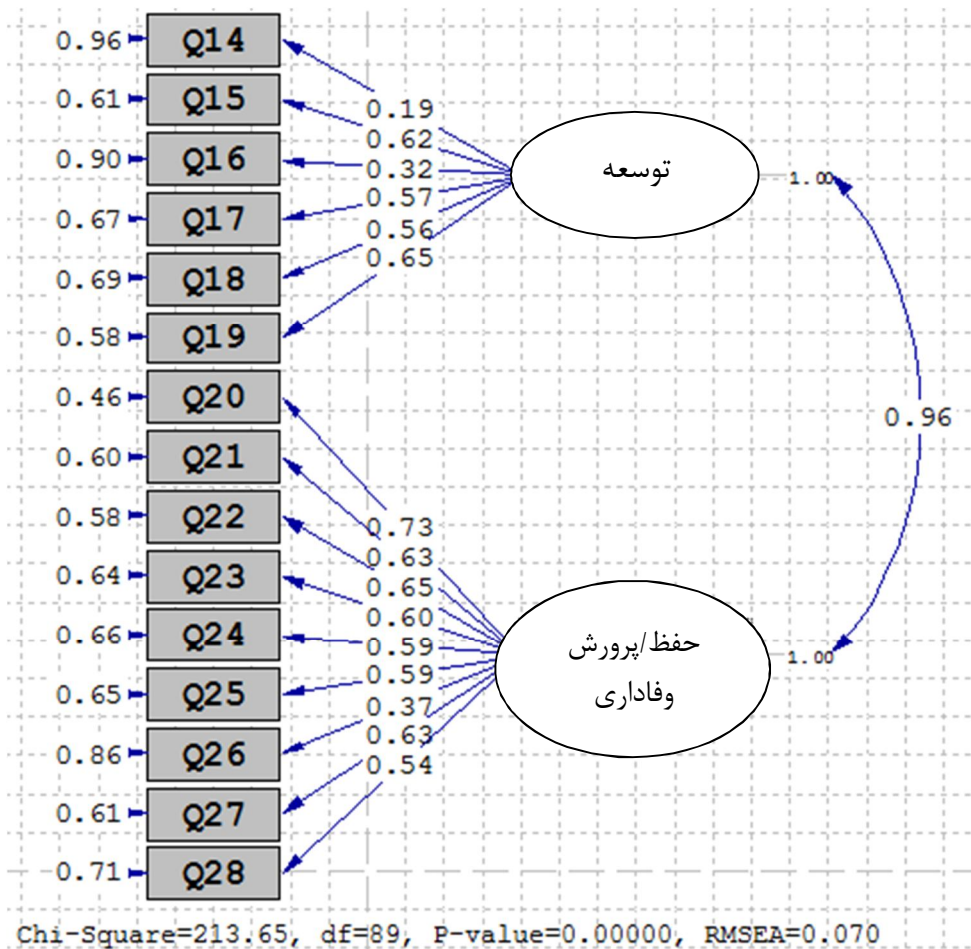 0.96 Q14
0.61 Q15
0.90 Q16
0.67 Q17
0.69 Q18
0.58 Q19
0.46 Q20
0.60 Q21
0.58 Q22
0.64 Q23
0.66 Q24
0.65 Q25
0.86 Q26
0.61 Q27
0.71 Q28
0.19
0.62
0.32
0.57
0.56
0.65
0.73
0.63
0.65
0.60
0.59
0.59
0.37
0.63
0.54
توسعه
1.00
0.96
حفظ/پرورش
وفاداری
1.00
Chi-Square=213.65, df=89, P-value=0.00000, RMSEA=0.070